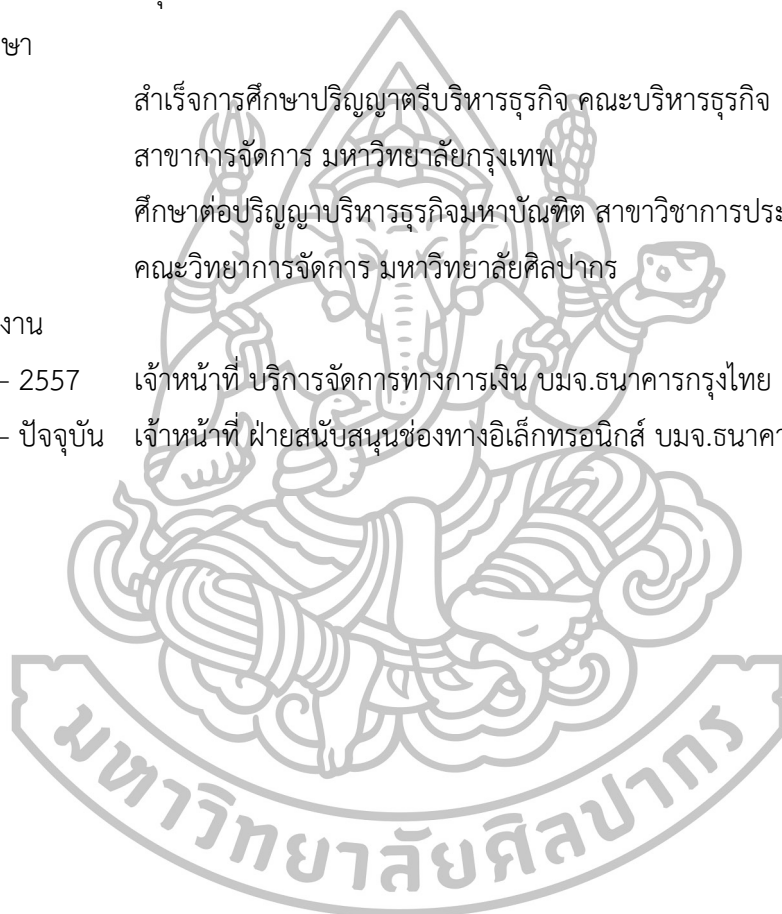 ษา
สำเร็จการศึกษาปริญญาตรีบริหารธุรกิจ คณะบริหารธุรกิจ
สาขาการจัดการ มหาวิทยาลัยกรุงเทพ
ศึกษาต่อปริญญาบริหารธุรกิจมหาบัณฑิต สาขาวิชาการประ
คณะวิทยาการจัดการ มหาวิทยาลัยศิลปากร
งาน
– 2557 เจ้าหน้าที่ บริการจัดการทางการเงิน บมจ.ธนาคารกรุงไทย
– ปัจจุบัน เจ้าหน้าที่ ฝ่ายสนับสนุนช่องทางอิเล็กทรอนิกส์ บมจ.ธนาคา
มหาวิทยาลัยศิลปากร